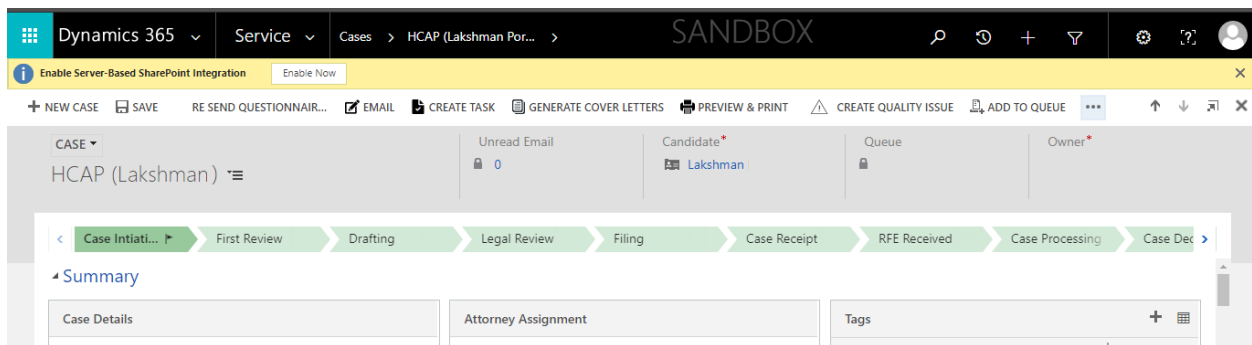 Dynamics 365 Service Cases > HCAP (Lakshman Por... > SANDBOX
Enable Server-Based SharePoint Integration Enable Now
NEW CASE SAVE RE SEND QUESTIONNAIR... EMAIL CREATE TASK GENERATE COVER LETTERS PREVIEW & PRINT CREATE QUALITY ISSUE ADD TO QUEUE ...
CASE Unread Email Candidate* Queue Owner*
HCAP (Lakshman) 0 Lakshman
Case Intiati... First Review Drafting Legal Review Filing Case Receipt RFE Received Case Processing Case Dec
Summary
Case Details Attorney Assignment Tags